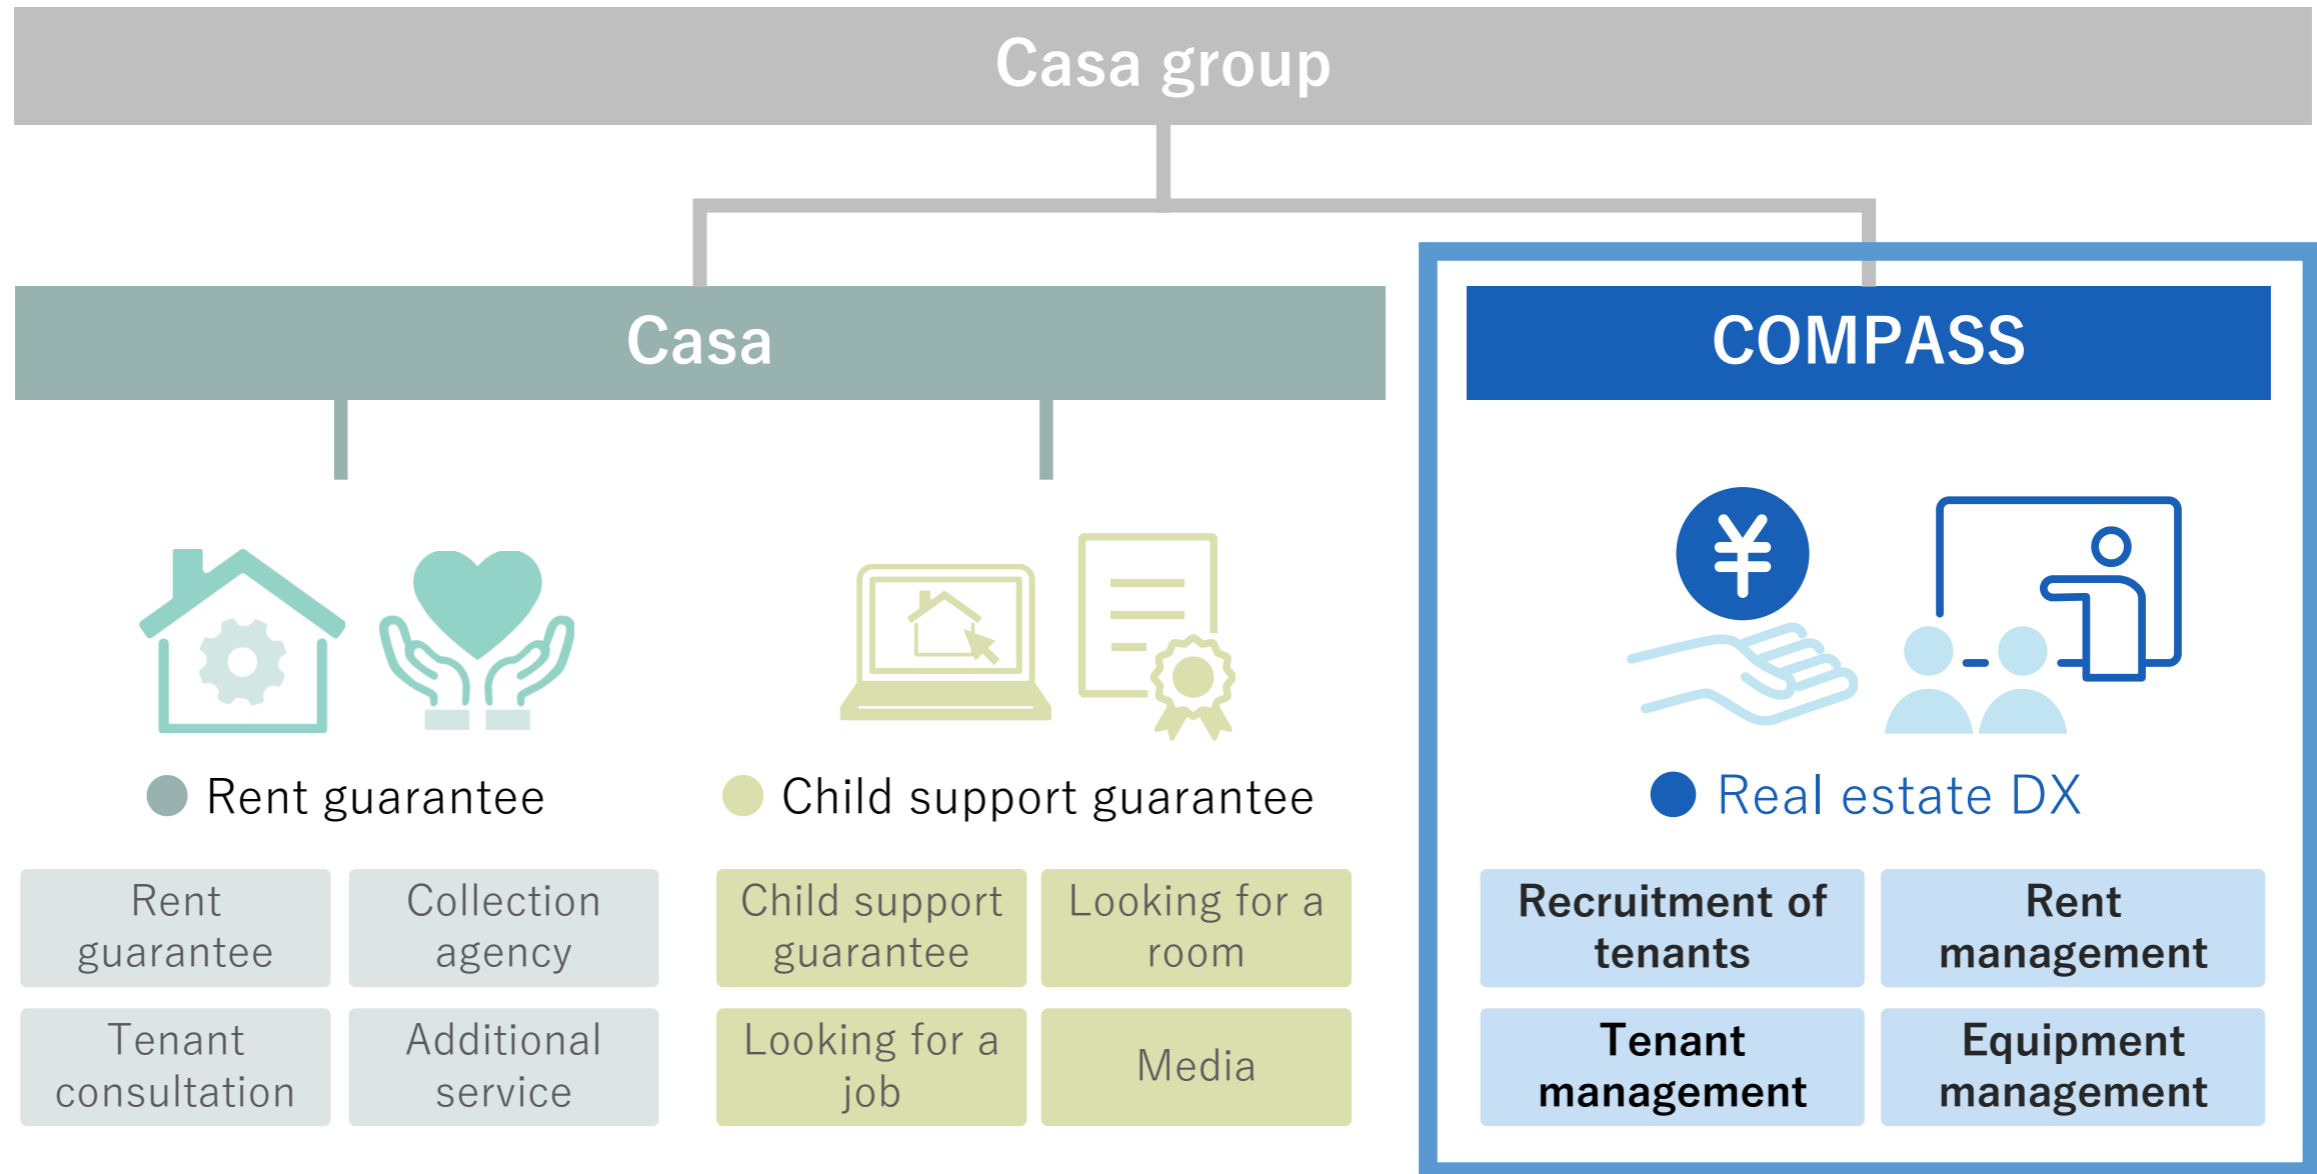 Casa group
Casa
COMPASS
¥
Rent guarantee
Child support guarantee
Real estate DX
Rent
guarantee
Collection
agency
Tenant
consultation
Additional
service
Child support
guarantee
Looking for a
room
Looking for a
job
Media
Recruitment of
tenants
Rent
management
Tenant
management
Equipment
management